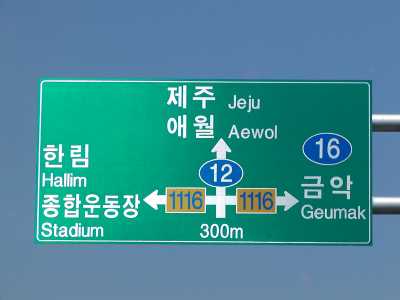 제주 Jeju
애월 Aewol
16
한림
Hallim
12
금악
Geumak
종합운동장
Stadium
1116
1116
300m